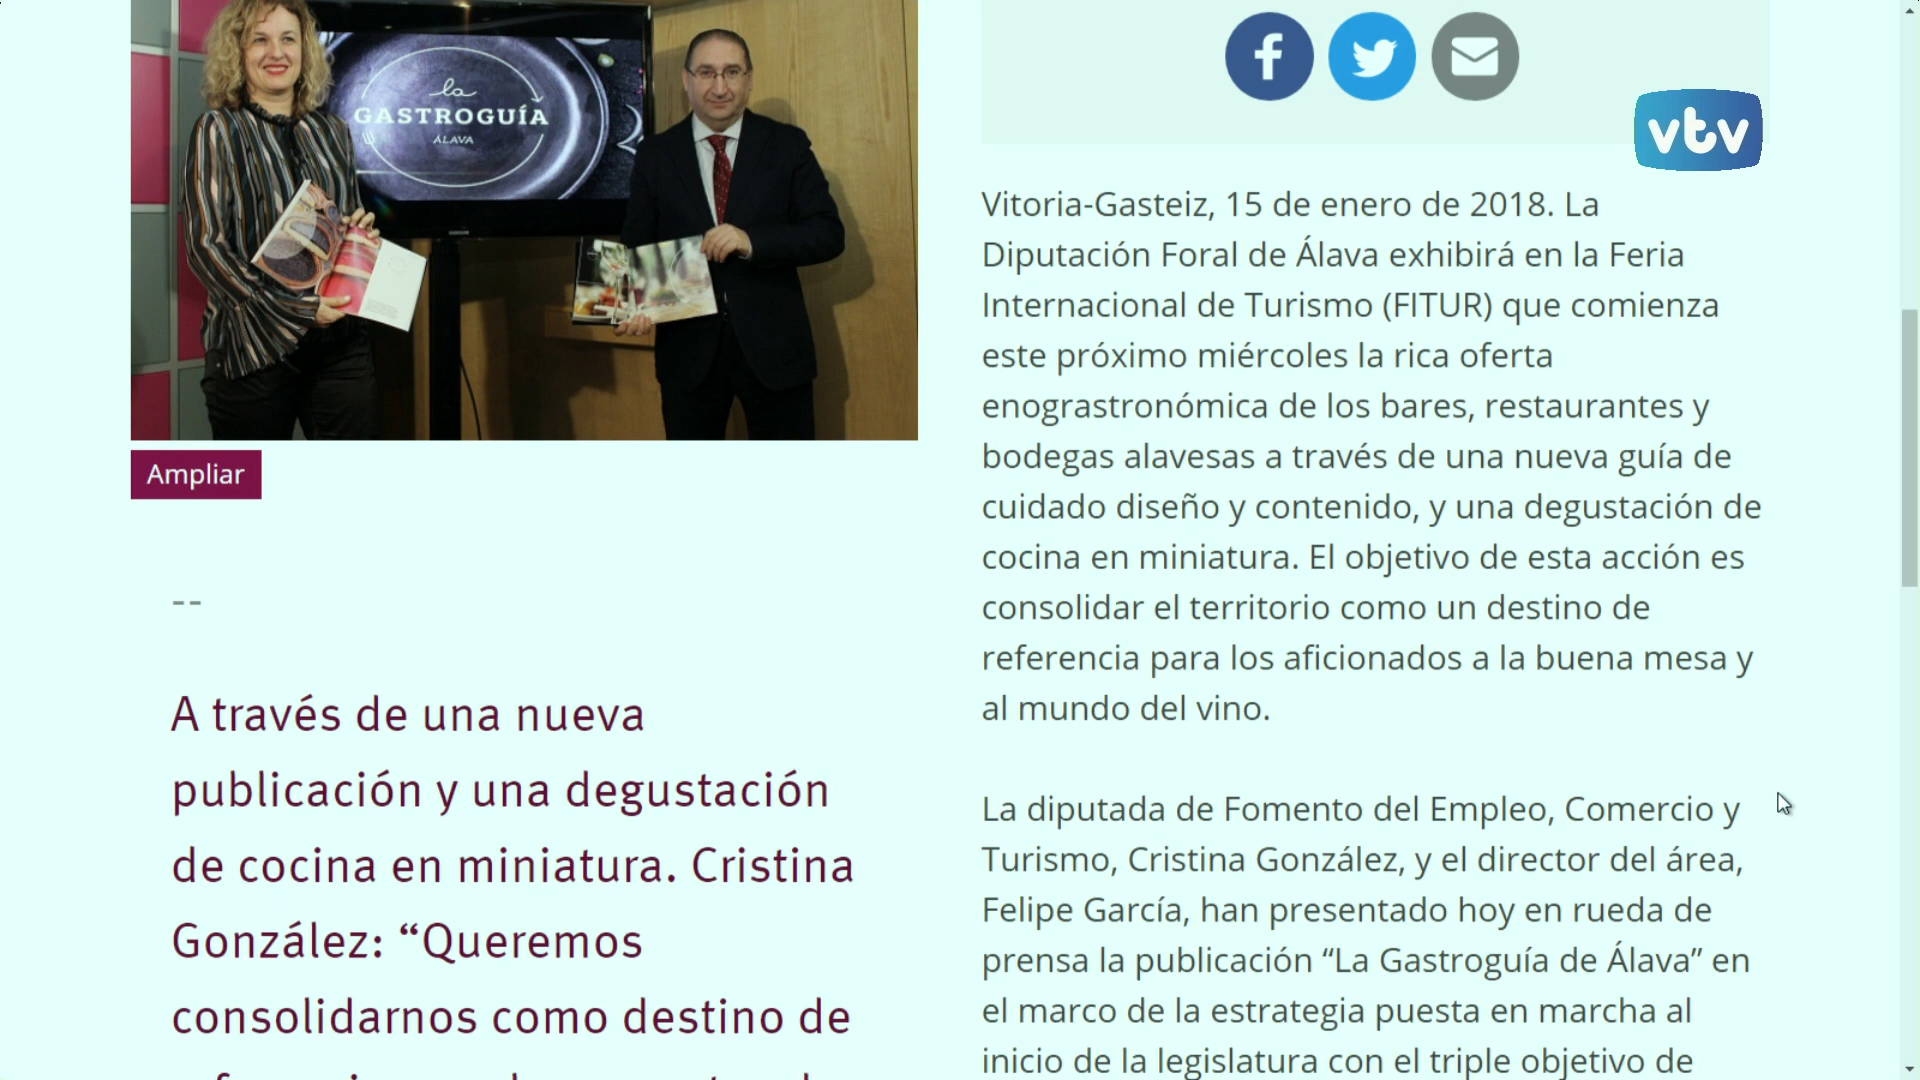 la
GASTROGUÍA
ÁLAVA
Ampliar
--
A través de una nueva
publicación y una degustación
de cocina en miniatura. Cristina
González: “Queremos
consolidarnos como destino de
vtv
Vitoria-Gasteiz, 15 de enero de 2018. La
Diputación Foral de Álava exhibirá en la Feria
Internacional de Turismo (FITUR) que comienza
este próximo miércoles la rica oferta
enograstronómica de los bares, restaurantes y
bodegas alavesas a través de una nueva guía de
cuidado diseño y contenido, y una degustación de
cocina en miniatura. El objetivo de esta acción es
consolidar el territorio como un destino de
referencia para los aficionados a la buena mesa y
al mundo del vino.
La diputada de Fomento del Empleo, Comercio y
Turismo, Cristina González, y el director del área,
Felipe García, han presentado hoy en rueda de
prensa la publicación “La Gastroguía de Álava” en
el marco de la estrategia puesta en marcha al
inicio de la legislatura con el triple objetivo de